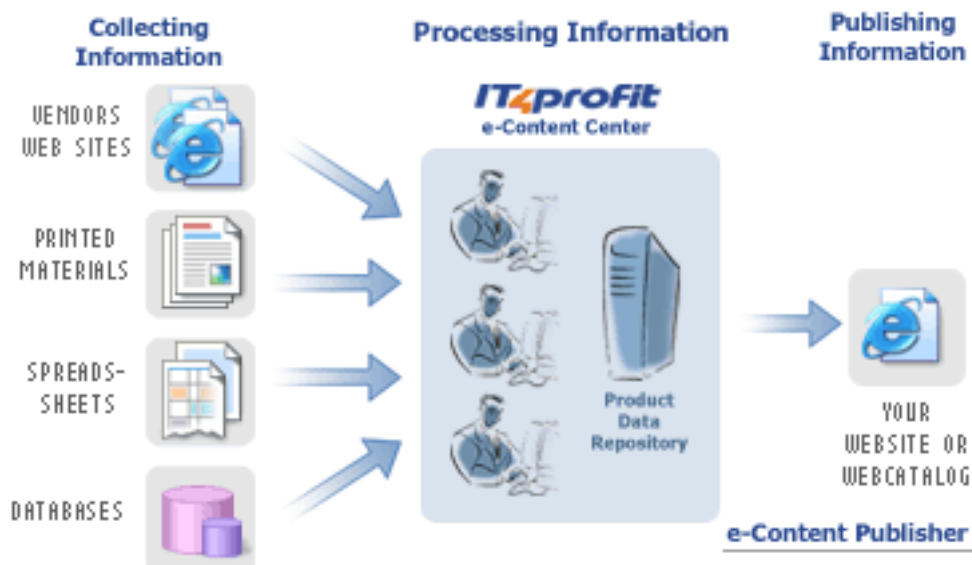 Collecting
Information
Processing Information
Publishing
Information
IT4profit
e-Content Center
VENDORS
WEB SITES
PRINTED
MATERIALS
SPREADS-
SHEETS
DATABASES
Product
Data
Repository
YOUR
WEBSITE OR
WEBCATALOG
e-Content Publisher